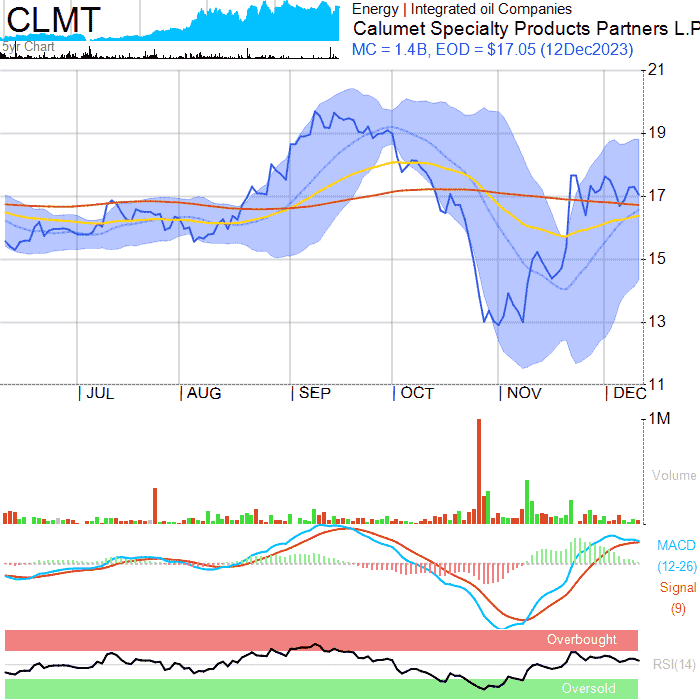 CLMT
5yr Chart
Energy | Integrated oil Companies
Calumet Specialty Products Partners L.P
MC = 1.4B, EOD = $17.05 (12Dec2023)
21
19
17
15
13
11
| JUL | AUG | SEP | OCT | NOV | DEC
1M
Volume
MACD
(12-26)
Signal
(9)
Overbought
RSI(14)
Oversold